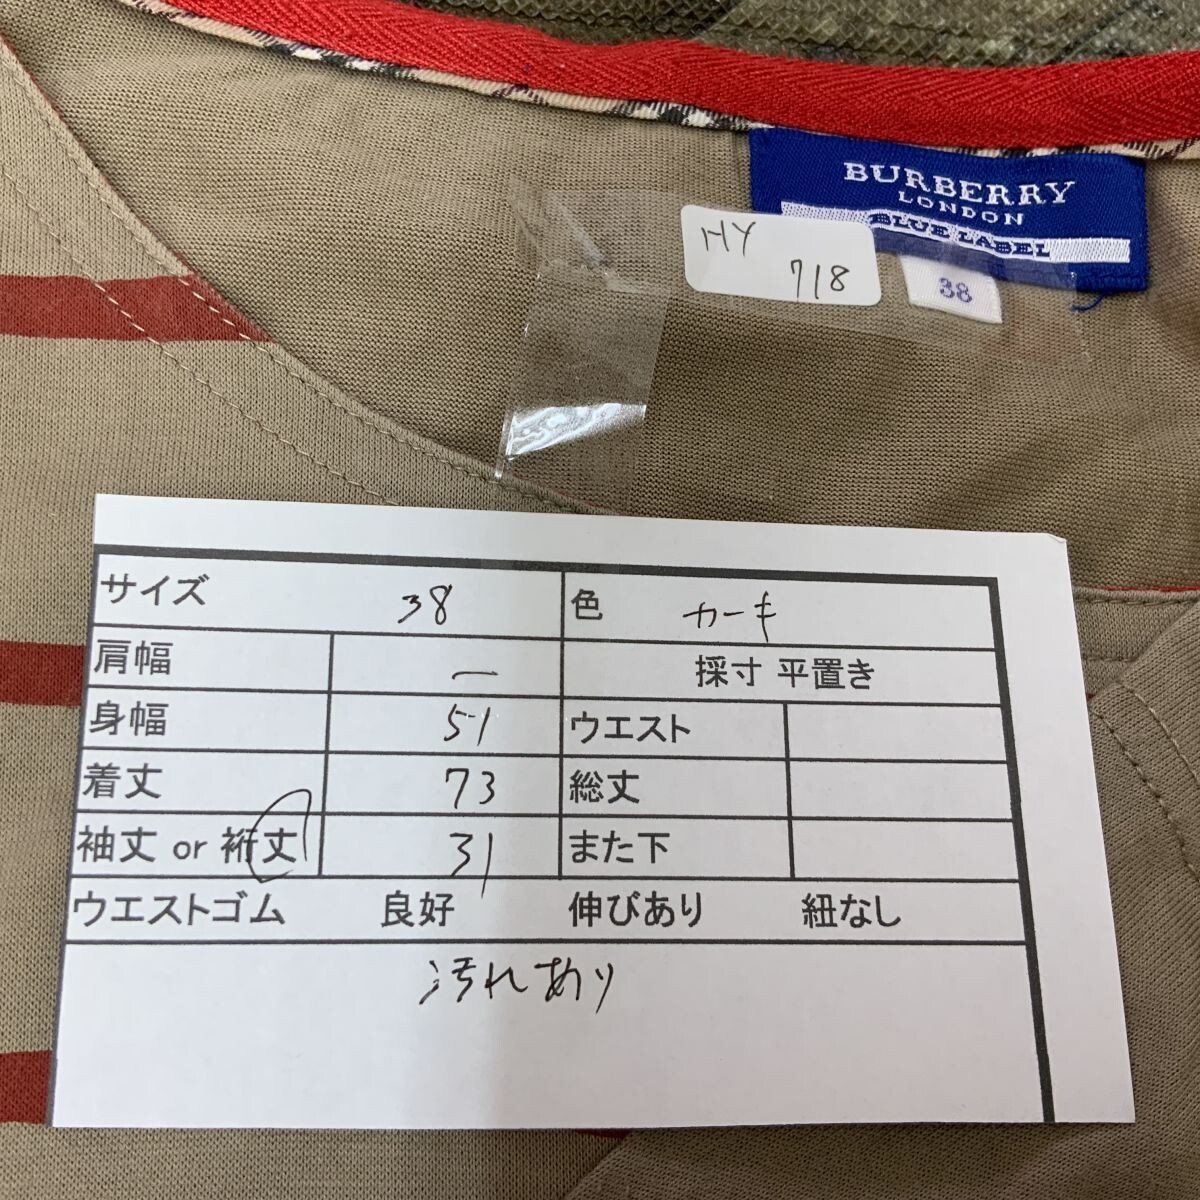 BURBERRY
LONDON
BLUE LABEL
HY
718
38
サイズ 38 色 カーキ
肩幅 ー 採寸 平置き
身幅 51 ウエスト
着丈 73 総丈
袖丈 or 裄丈 31 また下
ウエストゴム 良好 伸びあり 紐なし
汚れあり